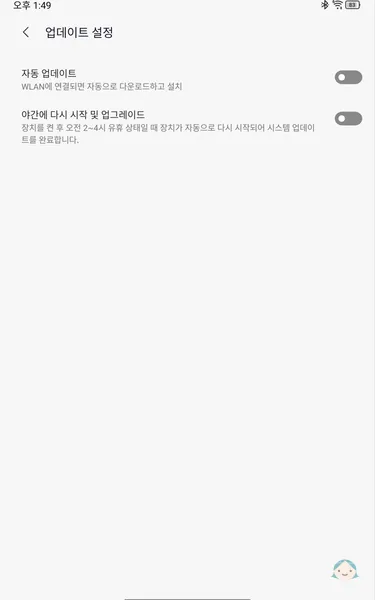 오후 1:49
83
업데이트 설정
자동 업데이트
WLAN에 연결되면 자동으로 다운로드하고 설치
야간에 다시 시작 및 업그레이드
장치를 켠 후 오전 2~4시 유휴 상태일 때 장치가 자동으로 다시 시작되어 시스템 업데이
트를 완료합니다.